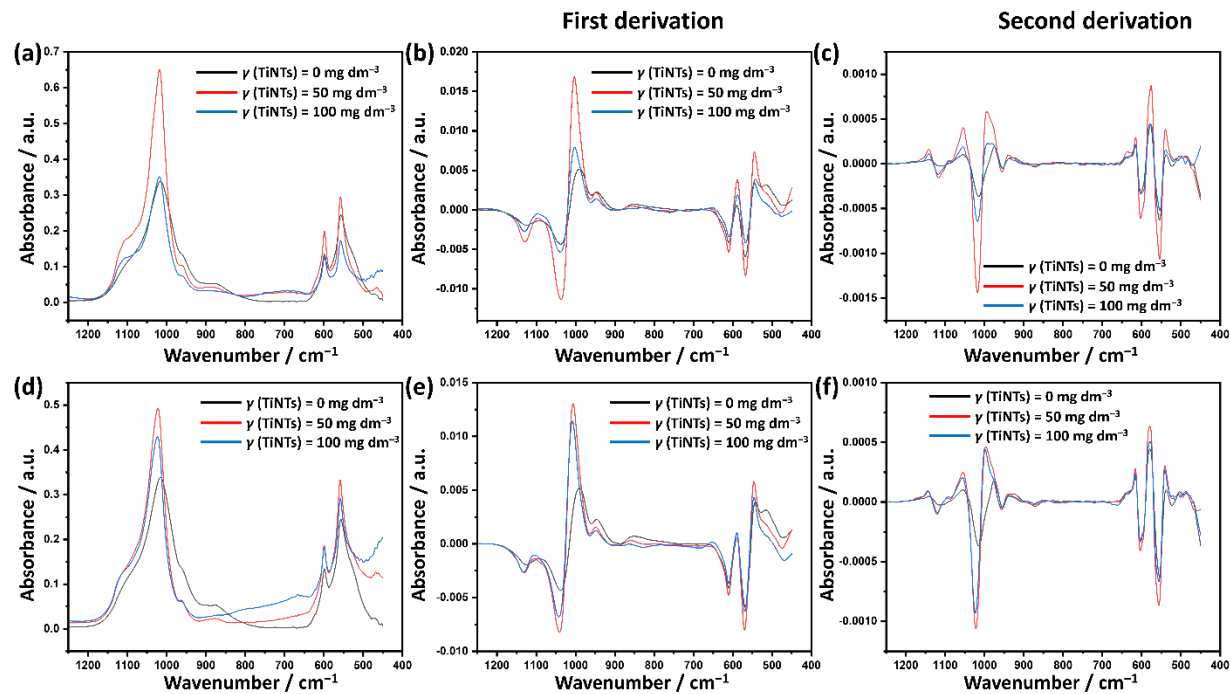 First derivation
Second derivation
(a)
0.7
0.6
0.5
0.4
0.3
0.2
0.1
0.0
Absorbance / a.u.
γ (TiNTs) = 0 mg dm⁻³
γ (TiNTs) = 50 mg dm⁻³
γ (TiNTs) = 100 mg dm⁻³
1200 1100 1000 900 800 700 600 500 400
Wavenumber / cm⁻¹
(b)
0.020
0.015
0.010
0.005
0.000
-0.005
-0.010
Absorbance / a.u.
γ (TiNTs) = 0 mg dm⁻³
γ (TiNTs) = 50 mg dm⁻³
γ (TiNTs) = 100 mg dm⁻³
1200 1100 1000 900 800 700 600 500 400
Wavenumber / cm⁻¹
(c)
0.0010
0.0005
0.0000
-0.0005
-0.0010
-0.0015
Absorbance / a.u.
γ (TiNTs) = 0 mg dm⁻³
γ (TiNTs) = 50 mg dm⁻³
γ (TiNTs) = 100 mg dm⁻³
1200 1100 1000 900 800 700 600 500 400
Wavenumber / cm⁻¹
(d)
0.5
0.4
0.3
0.2
0.1
0.0
Absorbance / a.u.
γ (TiNTs) = 0 mg dm⁻³
γ (TiNTs) = 50 mg dm⁻³
γ (TiNTs) = 100 mg dm⁻³
1200 1100 1000 900 800 700 600 500 400
Wavenumber / cm⁻¹
(e)
0.015
0.010
0.005
0.000
-0.005
-0.010
Absorbance / a.u.
γ (TiNTs) = 0 mg dm⁻³
γ (TiNTs) = 50 mg dm⁻³
γ (TiNTs) = 100 mg dm⁻³
1200 1100 1000 900 800 700 600 500 400
Wavenumber / cm⁻¹
(f)
0.0010
0.0005
0.0000
-0.0005
-0.0010
Absorbance / a.u.
γ (TiNTs) = 0 mg dm⁻³
γ (TiNTs) = 50 mg dm⁻³
γ (TiNTs) = 100 mg dm⁻³
1200 1100 1000 900 800 700 600 500 400
Wavenumber / cm⁻¹